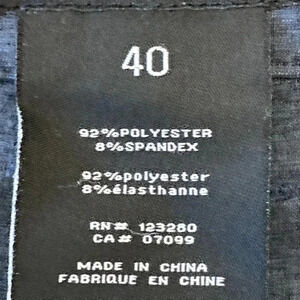 40
92%POLYESTER
8%SPANDEX
92%polyester
8%élasthanne
RN# 123280
CA# 07099
MADE IN CHINA
FABRIQUE EN CHINE